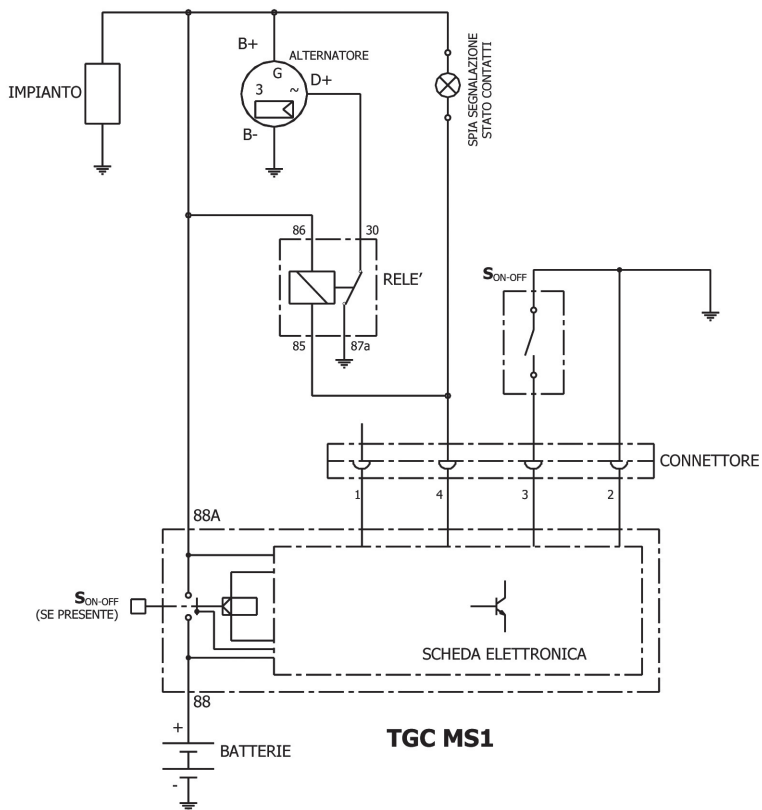 B+
ALTERNATORE
G
D+
3
~
B-
IMPIANTO
SPIA SEGNALAZIONE
STATO CONTATTI
86
30
RELE'
85
87a
SON-OFF
CONNETTORE
1
4
3
2
88A
SON-OFF
(SE PRESENTE)
SCHEDA ELETTRONICA
88
+
BATTERIE
-
TGC MS1